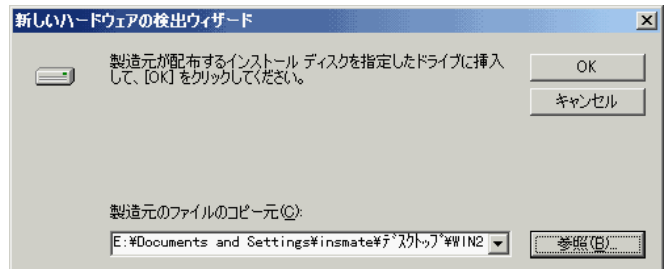 新しいハードウェアの検出ウィザード
製造元が配布するインストール ディスクを指定したドライブに挿入
して、[OK] をクリックしてください。
OK
キャンセル
製造元のファイルのコピー元(C):
E:¥Documents and Settings¥insmate¥ﾃﾞｽｸﾄｯﾌﾟ¥WIN2
参照(B)...